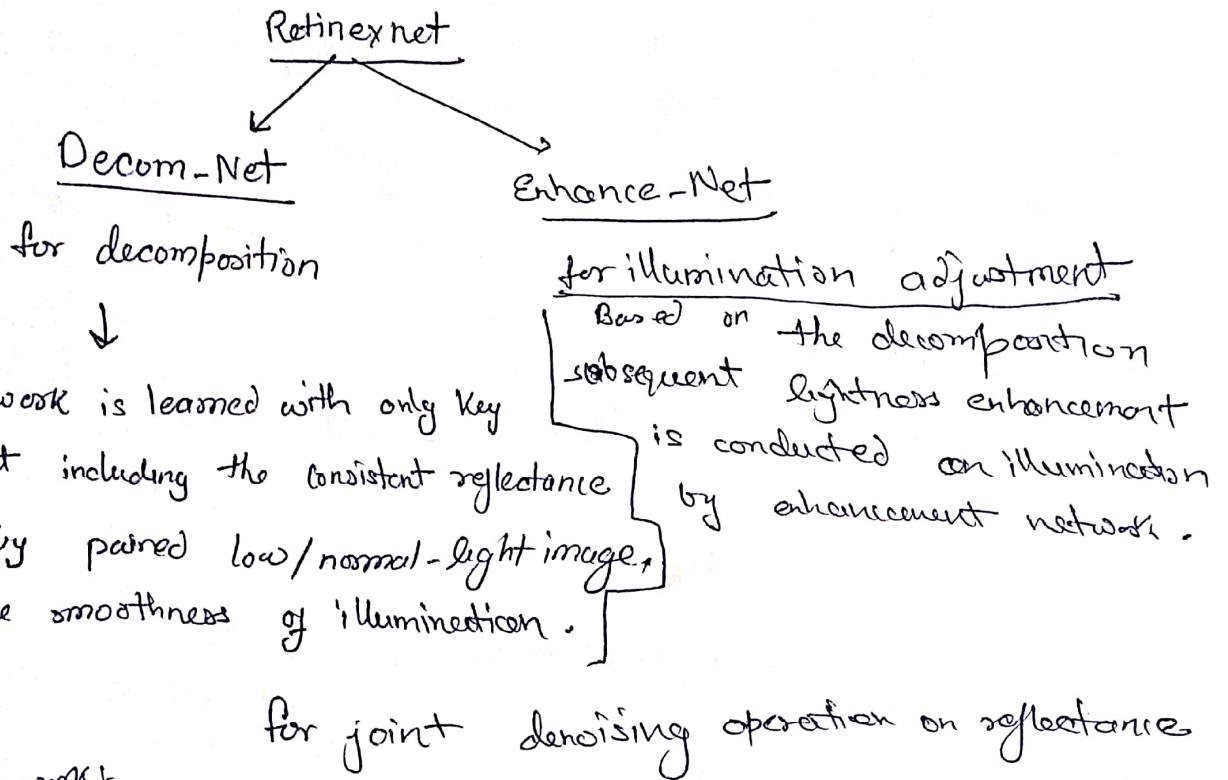 Retinexnet
Decom-Net
for decomposition
work is learned with only key
t including the consistent reflectance
by paired low/normal-light image,
e smoothness of illumination.
Enhance-Net
for illumination adjustment
Based on the decomposition
subsequent lightness enhancement
is conducted on illumination
by enhancement network.
for joint denoising operation on reflectance